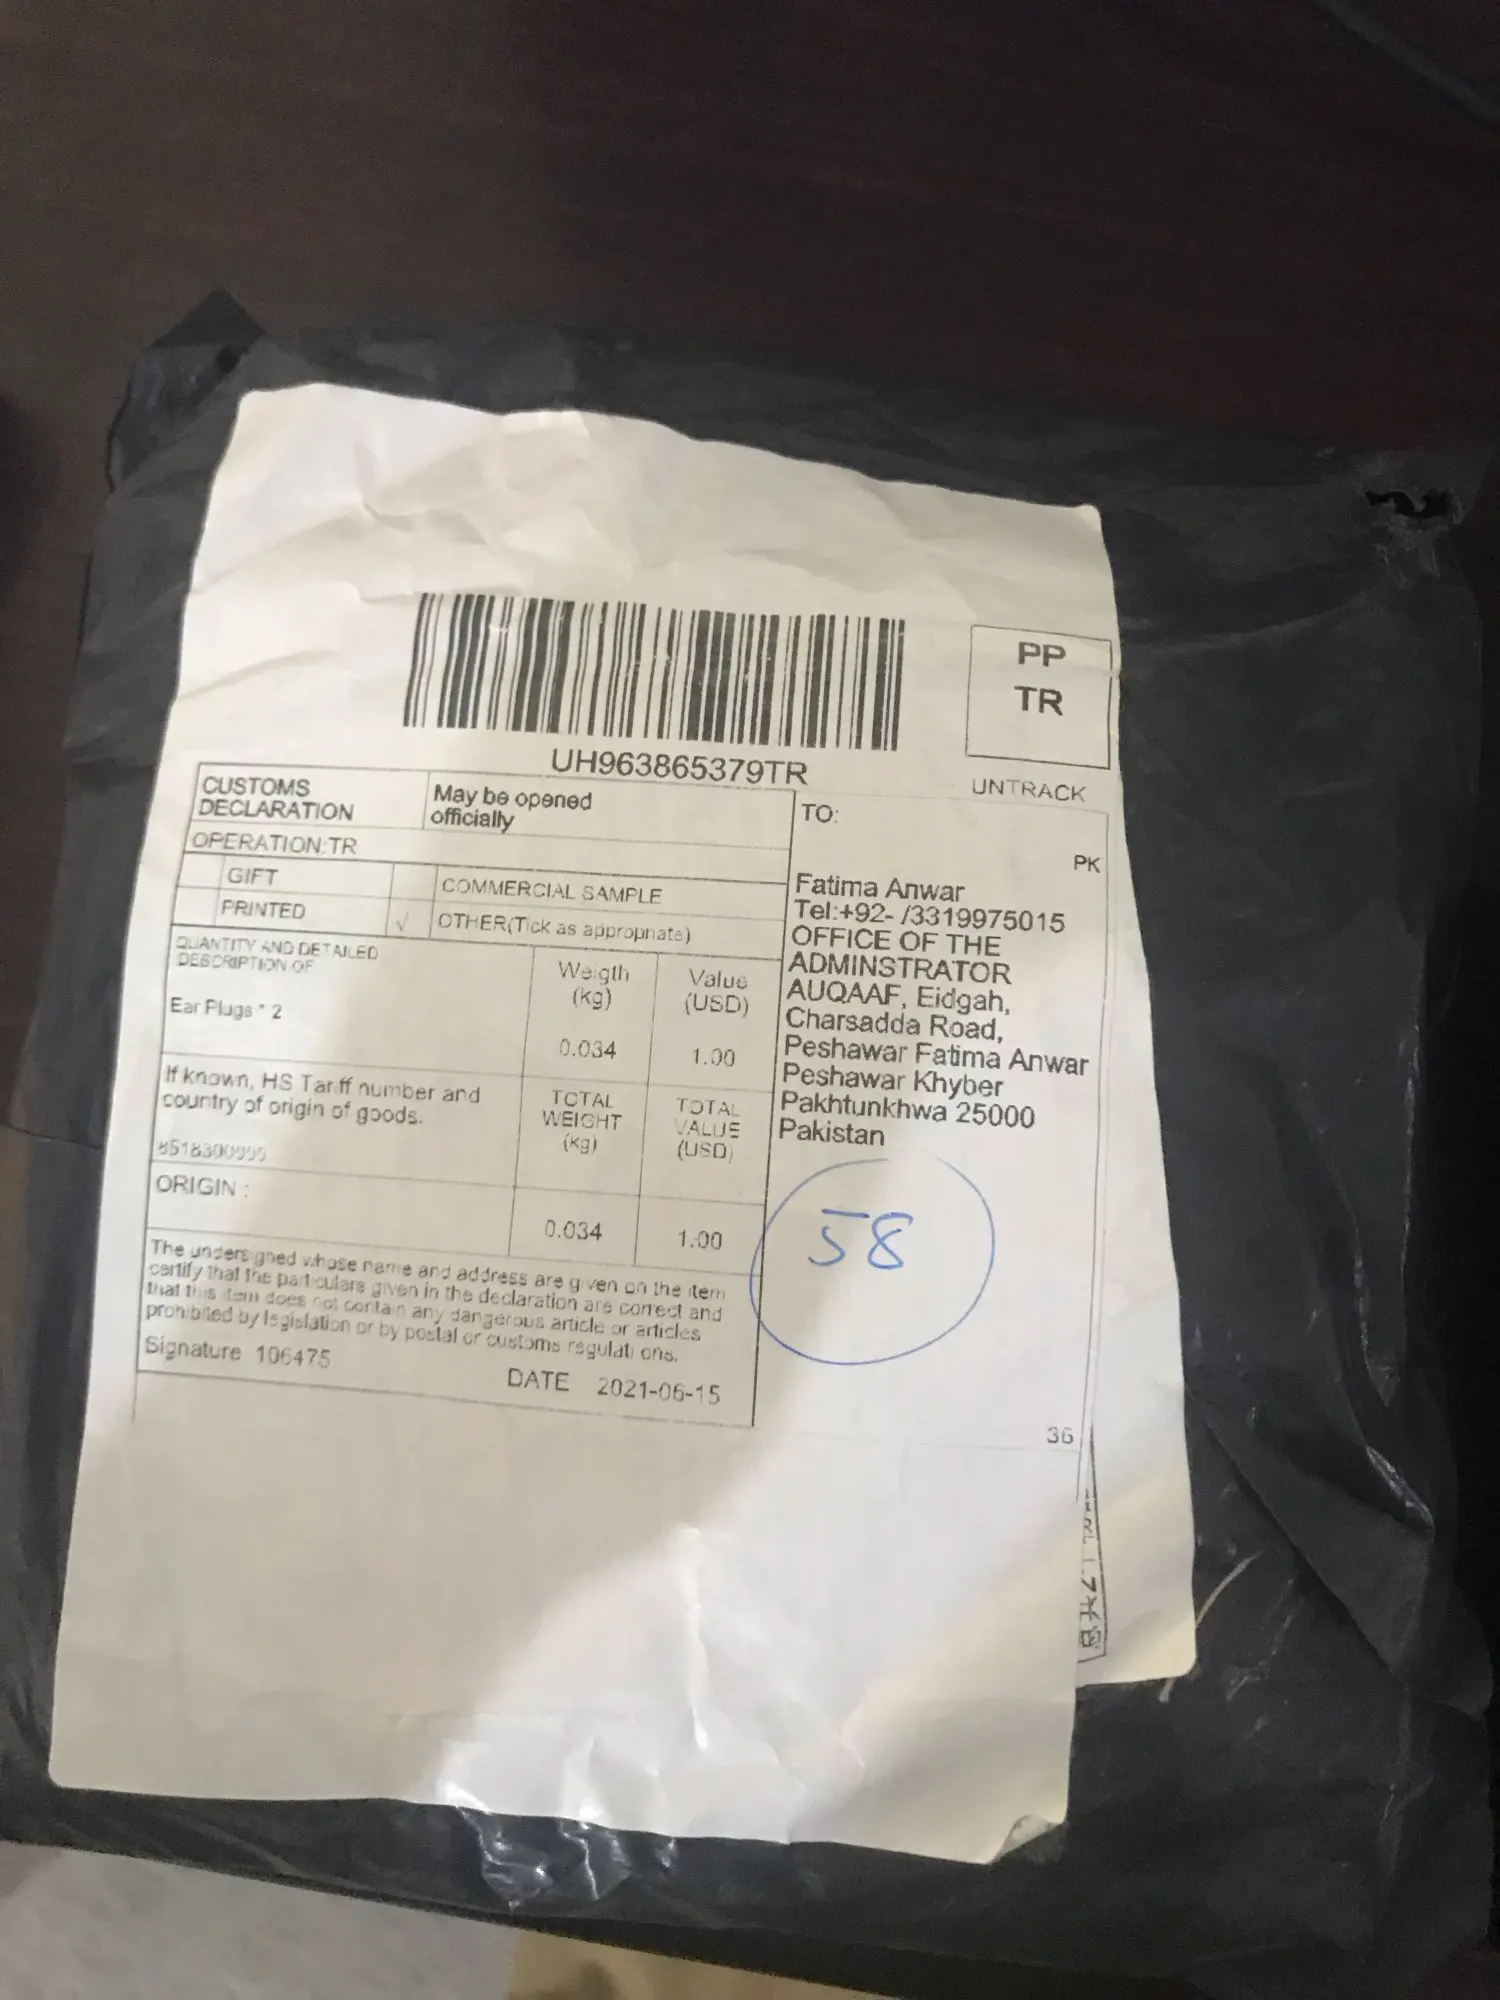 PP
TR
UH963865379TR
UNTRACK
CUSTOMS
DECLARATION
May be opened
officially
OPERATION:TR
GIFT
COMMERCIAL SAMPLE
PRINTED
√
OTHER(Tick as appropriate)
QUANTITY AND DETAILED
DESCRIPTION OF
Weigth
(kg)
Value
(USD)
Ear Plugs * 2
0.034
1.00
If known, HS Tariff number and
country of origin of goods.
TOTAL
WEIGHT
(kg)
TOTAL
VALUE
(USD)
ORIGIN :
0.034
1.00
The undersigned whose name and address are given on the item
certify that the particulars given in the declaration are correct and
that this item does not contain any dangerous article or articles
prohibited by legislation or by postal or customs regulati ons.
Signature 106475
DATE 2021-06-15
TO:
PK
Fatima Anwar
Tel:+92- /3319975015
OFFICE OF THE
ADMINSTRATOR
AUQAAF, Eidgah,
Charsadda Road,
Peshawar Fatima Anwar
Peshawar Khyber
Pakhtunkhwa 25000
Pakistan
58
36